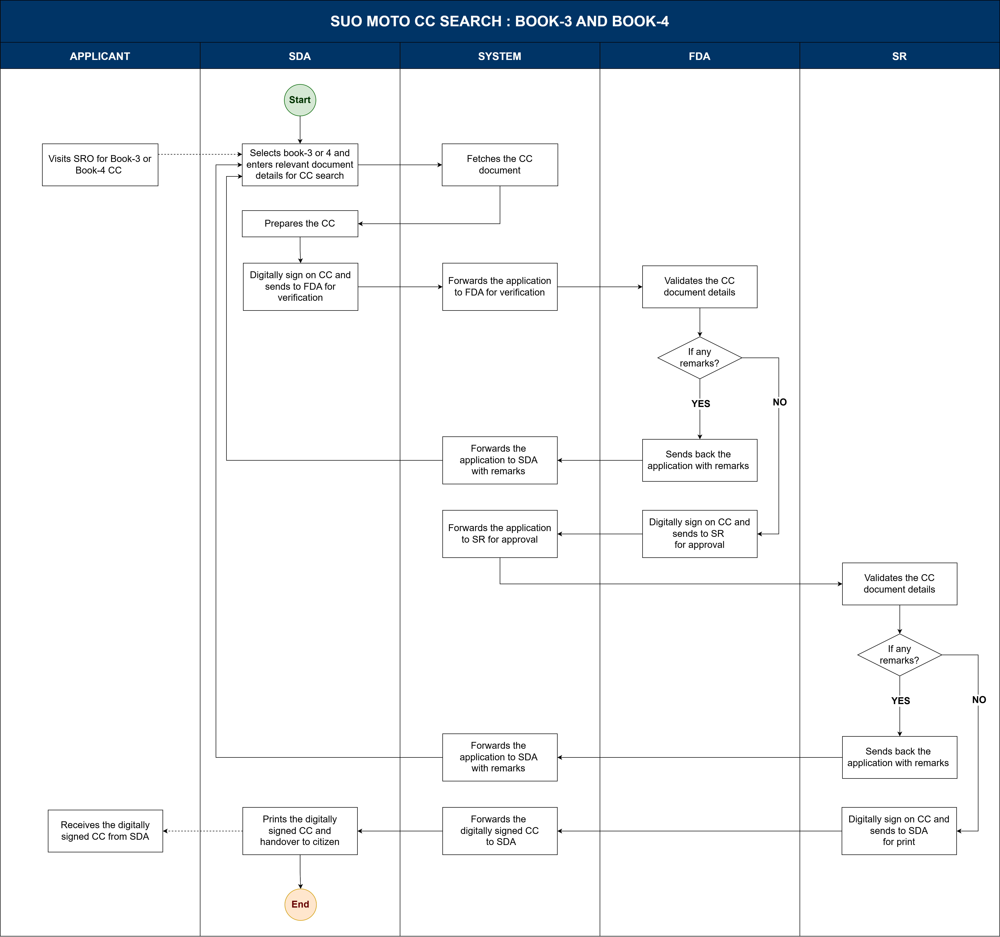 SUO MOTO CC SEARCH : BOOK-3 AND BOOK-4
APPLICANT
SDA
SYSTEM
FDA
SR
Start
Visits SRO for Book-3 or
Book-4 CC
Selects book-3 or 4 and
enters relevant document
details for CC search
Fetches the CC
document
Prepares the CC
Digitally sign on CC and
sends to FDA for
verification
Forwards the application
to FDA for verification
Validates the CC
document details
If any
remarks?
YES
NO
Forwards the
application to SDA
with remarks
Sends back the
application with remarks
Forwards the application
to SR for approval
Digitally sign on CC and
sends to SR
for approval
Validates the CC
document details
If any
remarks?
YES
NO
Forwards the
application to SDA
with remarks
Sends back the
application with remarks
Receives the digitally
signed CC from SDA
Prints the digitally
signed CC and
handover to citizen
Forwards the
digitally signed CC
to SDA
Digitally sign on CC and
sends to SDA
for print
End